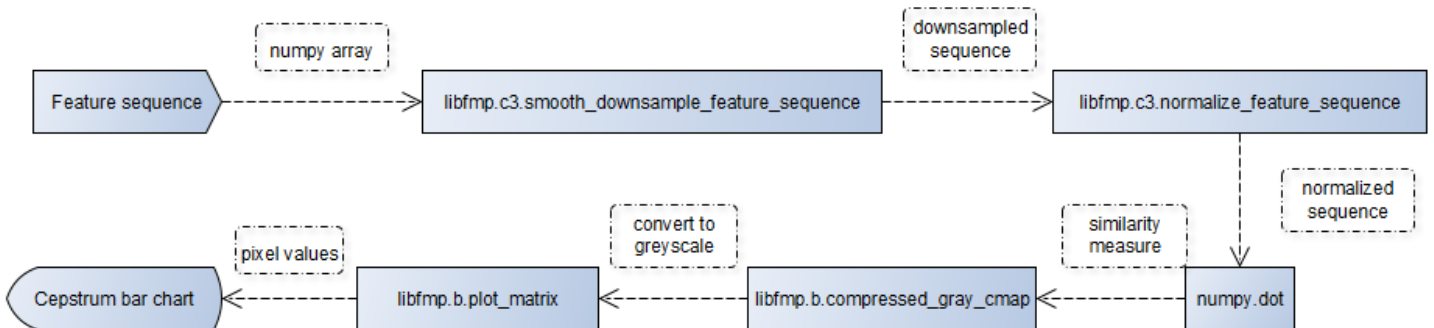 numpy array
downsampled
sequence
Feature sequence
libfmp.c3.smooth_downsample_feature_sequence
libfmp.c3.normalize_feature_sequence
normalized
sequence
similarity
measure
convert to
greyscale
pixel values
Cepstrum bar chart
libfmp.b.plot_matrix
libfmp.b.compressed_gray_cmap
numpy.dot